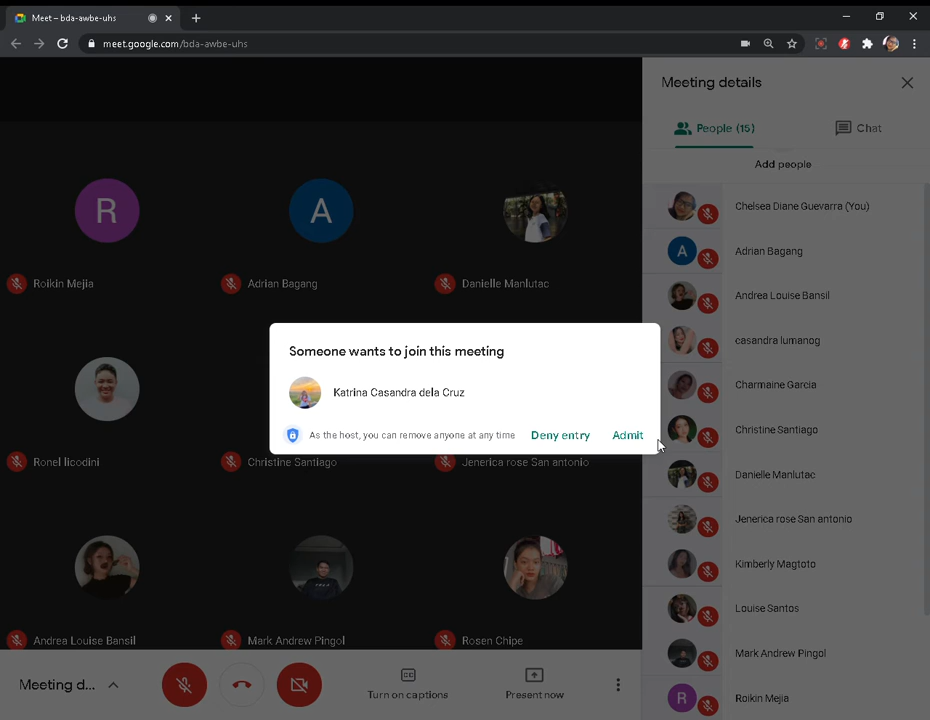 Meet – bda-awbe-uhs
meet.google.com/bda-awbe-uhs
Meeting details
People (15)
Chat
Add people
R
A
Roikin Mejia
Adrian Bagang
Danielle Manlutac
Ronel licodini
Christine Santiago
Jenerica rose San antonio
Andrea Louise Bansil
Mark Andrew Pingol
Rosen Chipe
Someone wants to join this meeting
Katrina Casandra dela Cruz
As the host, you can remove anyone at any time
Deny entry
Admit
Chelsea Diane Guevarra (You)
A
Adrian Bagang
Andrea Louise Bansil
casandra lumanog
Charmaine Garcia
Christine Santiago
Danielle Manlutac
Jenerica rose San antonio
Kimberly Magtoto
Louise Santos
Mark Andrew Pingol
R
Roikin Mejia
Meeting d...
CC
Turn on captions
Present now